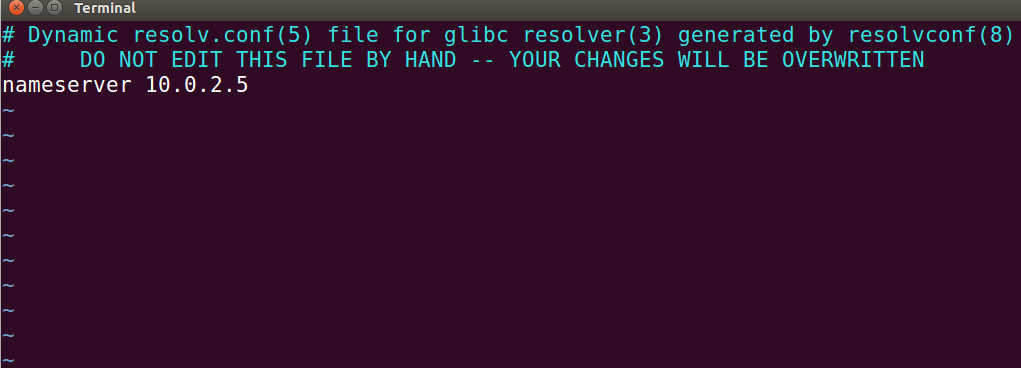 Terminal
# Dynamic resolv.conf(5) file for glibc resolver(3) generated by resolvconf(8)
#     DO NOT EDIT THIS FILE BY HAND -- YOUR CHANGES WILL BE OVERWRITTEN
nameserver 10.0.2.5
~
~
~
~
~
~
~
~
~
~
~